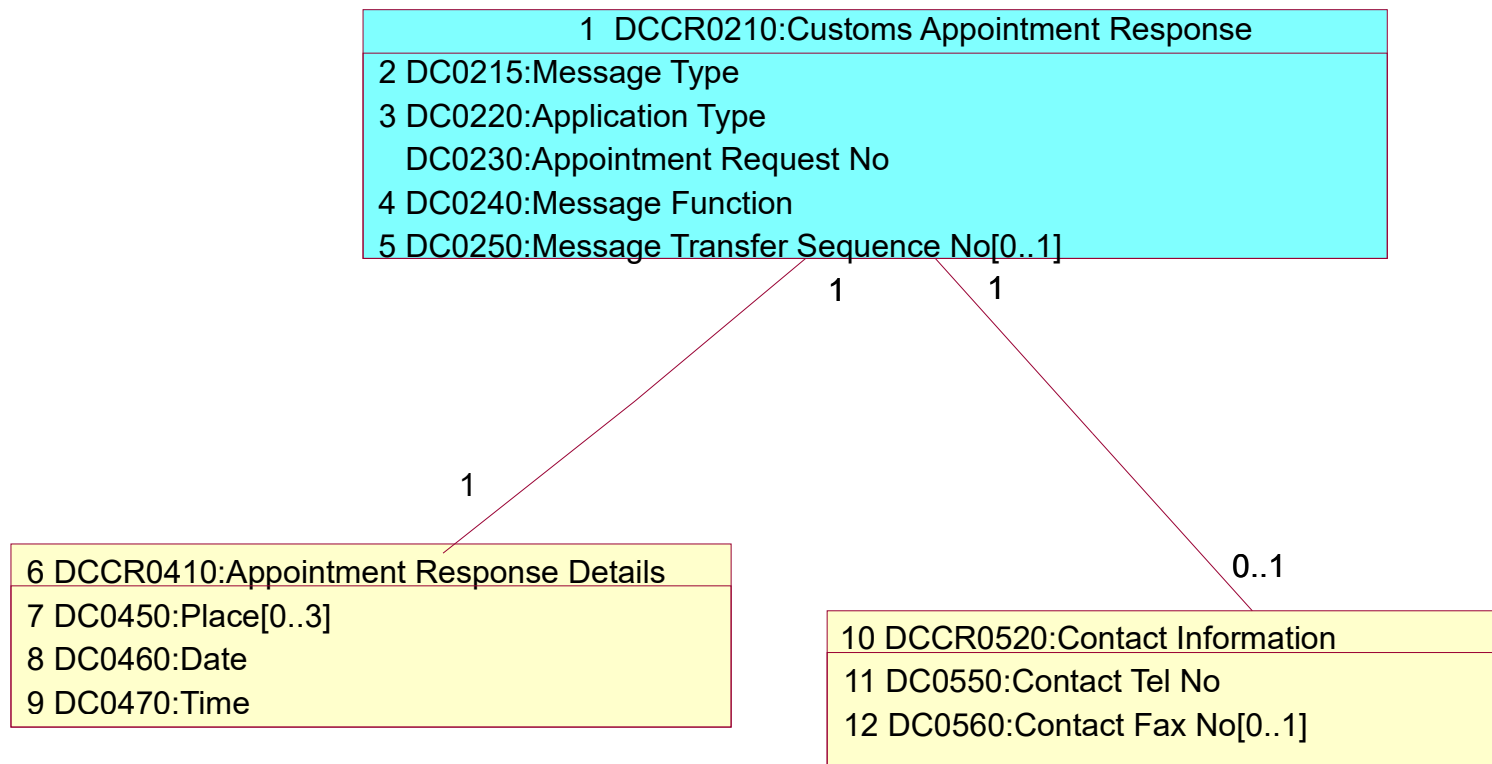 1 DCCR0210:Customs Appointment Response
2 DC0215:Message Type
3 DC0220:Application Type
DC0230:Appointment Request No
4 DC0240:Message Function
5 DC0250:Message Transfer Sequence No[0..1]
1
1
1
0..1
6 DCCR0410:Appointment Response Details
7 DC0450:Place[0..3]
8 DC0460:Date
9 DC0470:Time
10 DCCR0520:Contact Information
11 DC0550:Contact Tel No
12 DC0560:Contact Fax No[0..1]